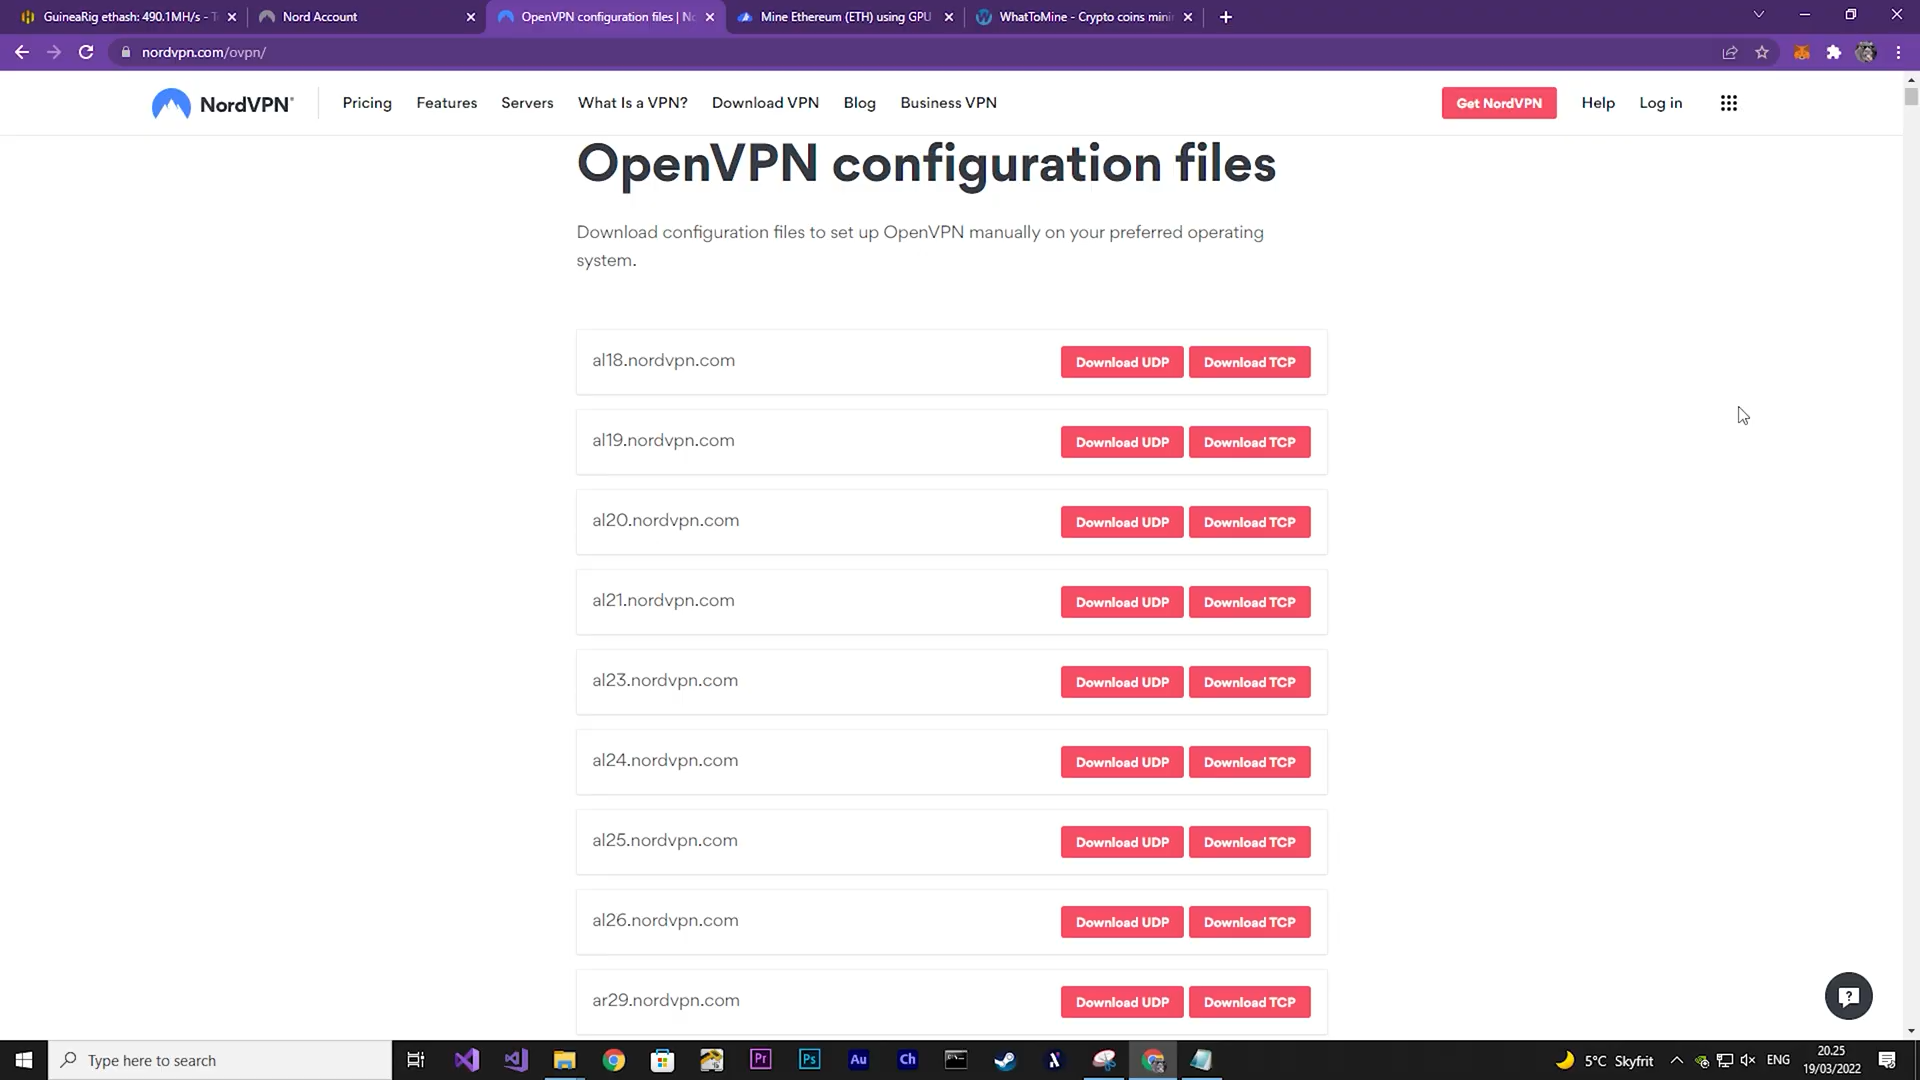 GuineaRig ethash: 490.1MH/s - T
Nord Account
OpenVPN configuration files | No
Mine Ethereum (ETH) using GPU
WhatToMine - Crypto coins mini
nordvpn.com/ovpn/
NordVPN®
Pricing
Features
Servers
What Is a VPN?
Download VPN
Blog
Business VPN
Get NordVPN
Help
Log in
OpenVPN configuration files
Download configuration files to set up OpenVPN manually on your preferred operating
system.
al18.nordvpn.com
Download UDP
Download TCP
al19.nordvpn.com
Download UDP
Download TCP
al20.nordvpn.com
Download UDP
Download TCP
al21.nordvpn.com
Download UDP
Download TCP
al23.nordvpn.com
Download UDP
Download TCP
al24.nordvpn.com
Download UDP
Download TCP
al25.nordvpn.com
Download UDP
Download TCP
al26.nordvpn.com
Download UDP
Download TCP
ar29.nordvpn.com
Download UDP
Download TCP
Type here to search
Pr
Ps
Au
Ch
5°C Skyfrit
ENG
20.25
19/03/2022